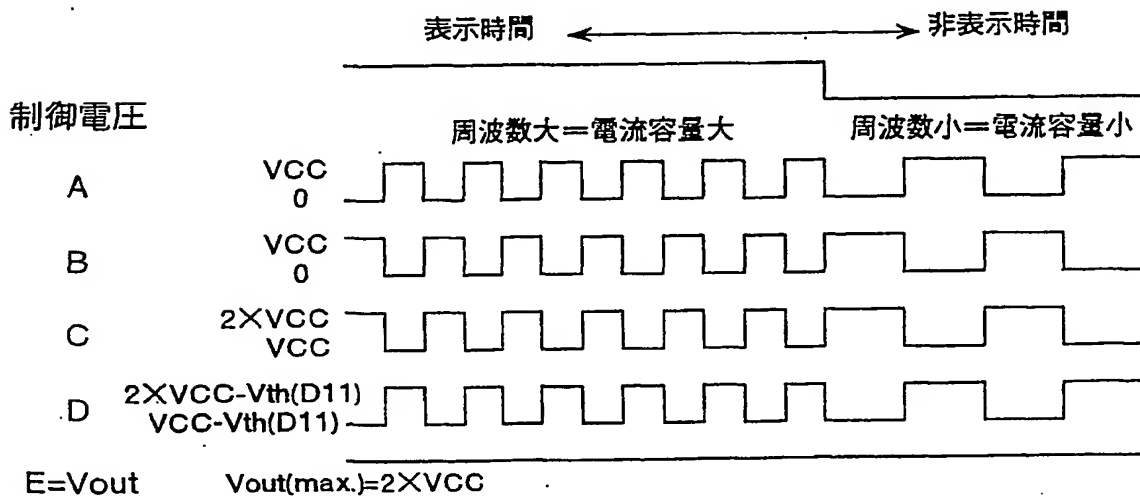 表示時間 非表示時間
制御電圧
周波数大＝電流容量大 周波数小＝電流容量小
A VCC
0
B VCC
0
C 2×VCC
VCC
D 2×VCC-Vth(D11)
VCC-Vth(D11)
E=Vout Vout(max.)=2×VCC